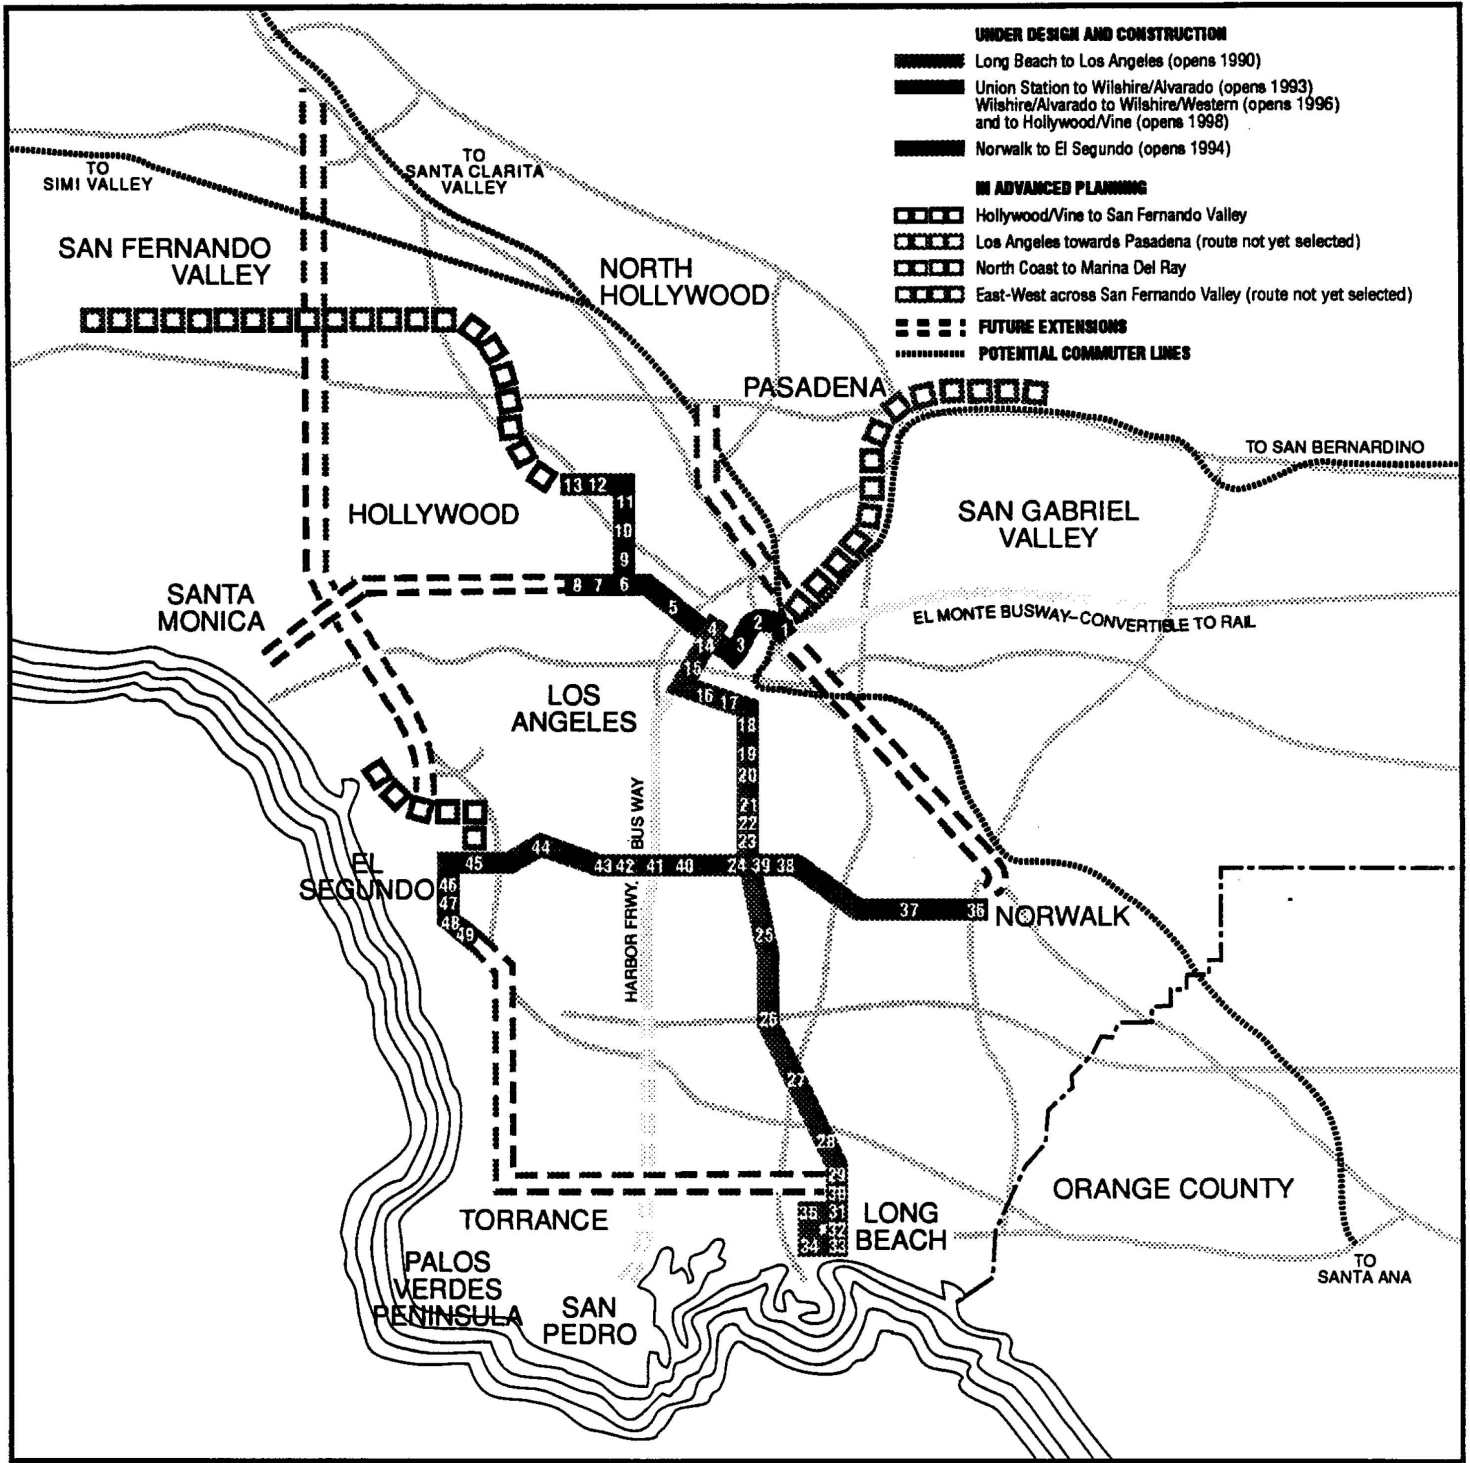 UNDER DESIGN AND CONSTRUCTION
Long Beach to Los Angeles (opens 1990)
Union Station to Wilshire/Alvarado (opens 1993)
Wilshire/Alvarado to Wilshire/Western (opens 1996)
and to Hollywood/Vine (opens 1998)
Norwalk to El Segundo (opens 1994)
IN ADVANCED PLANNING
Hollywood/Vine to San Fernando Valley
Los Angeles towards Pasadena (route not yet selected)
North Coast to Marina Del Ray
East-West across San Fernando Valley (route not yet selected)
FUTURE EXTENSIONS
POTENTIAL COMMUTER LINES
TO
SIMI VALLEY
TO
SANTA CLARITA
VALLEY
SAN FERNANDO
VALLEY
NORTH
HOLLYWOOD
PASADENA
TO SAN BERNARDINO
HOLLYWOOD
SAN GABRIEL
VALLEY
13 12
11
10
9
8 7 6
5
SANTA
MONICA
EL MONTE BUSWAY-CONVERTIBLE TO RAIL
4
3
2
1
14
15
16
17
18
19
20
21
22
23
LOS
ANGELES
HARBOR FRWY. BUS WAY
EL
SEGUNDO
45
44
43 42 41 40 24 39 38
37
36
NORWALK
46
47
48
49
25
26
27
28
29
30
31
32
33
34
ORANGE COUNTY
TORRANCE
LONG
BEACH
PALOS
VERDES
PENINSULA
SAN
PEDRO
TO
SANTA ANA